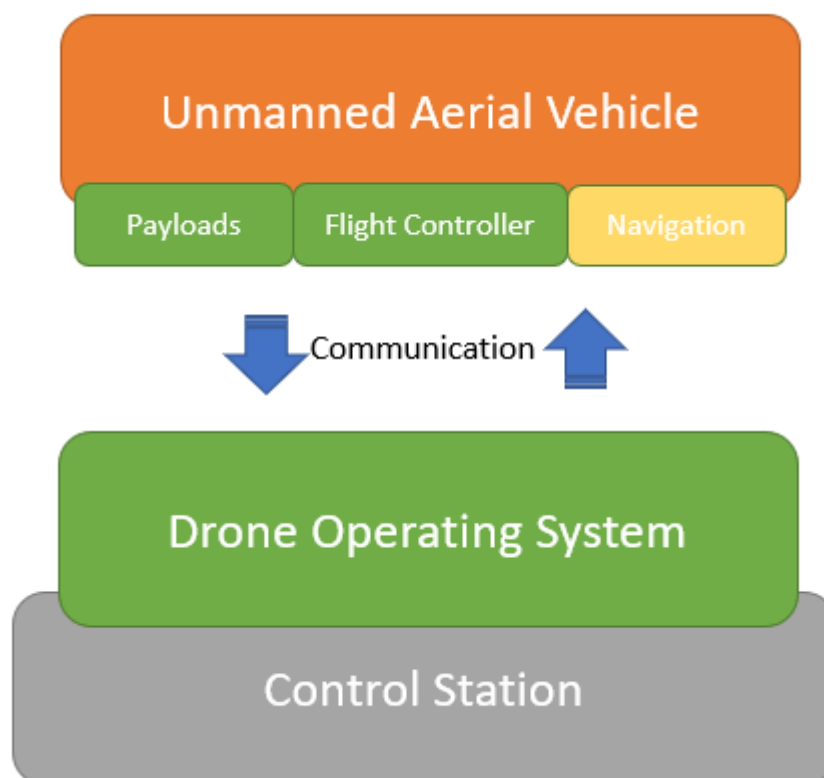 Unmanned Aerial Vehicle
Payloads
Flight Controller
Navigation
Communication
Drone Operating System
Control Station